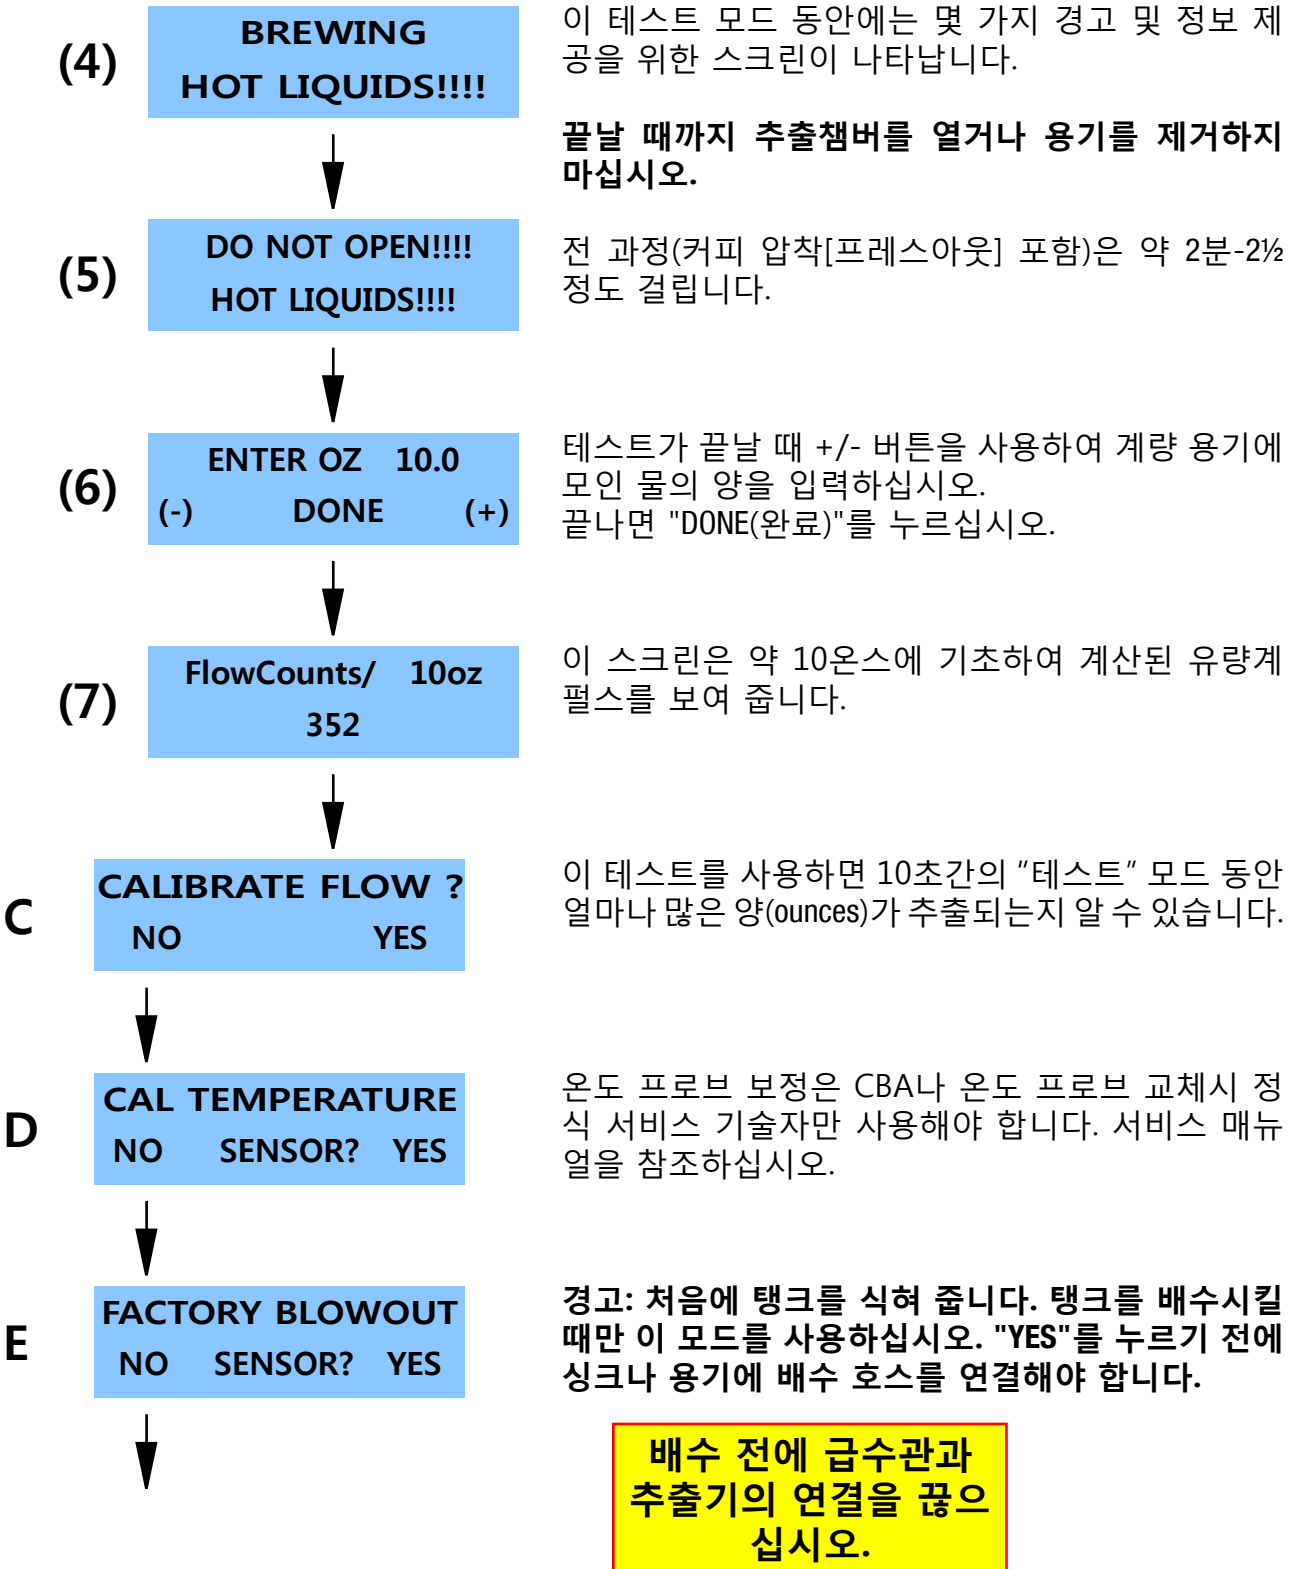 (4)
BREWING
HOT LIQUIDS!!!!
이 테스트 모드 동안에는 몇 가지 경고 및 정보 제
공을 위한 스크린이 나타납니다.
끝날 때까지 추출챔버를 열거나 용기를 제거하지
마십시오.
(5)
DO NOT OPEN!!!!
HOT LIQUIDS!!!!
전 과정(커피 압착[프레스아웃] 포함)은 약 2분-2½
정도 걸립니다.
(6)
ENTER OZ 10.0
(-) DONE (+)
테스트가 끝날 때 +/- 버튼을 사용하여 계량 용기에
모인 물의 양을 입력하십시오.
끝나면 "DONE(완료)"를 누르십시오.
(7)
FlowCounts/ 10oz
352
이 스크린은 약 10온스에 기초하여 계산된 유량계
펄스를 보여 줍니다.
C
CALIBRATE FLOW ?
NO YES
이 테스트를 사용하면 10초간의 “테스트” 모드 동안
얼마나 많은 양(ounces)가 추출되는지 알 수 있습니다.
D
CAL TEMPERATURE
NO SENSOR? YES
온도 프로브 보정은 CBA나 온도 프로브 교체시 정
식 서비스 기술자만 사용해야 합니다. 서비스 매뉴
얼을 참조하십시오.
E
FACTORY BLOWOUT
NO SENSOR? YES
경고: 처음에 탱크를 식혀 줍니다. 탱크를 배수시킬
때만 이 모드를 사용하십시오. "YES"를 누르기 전에
싱크나 용기에 배수 호스를 연결해야 합니다.
배수 전에 급수관과
추출기의 연결을 끊으
십시오.